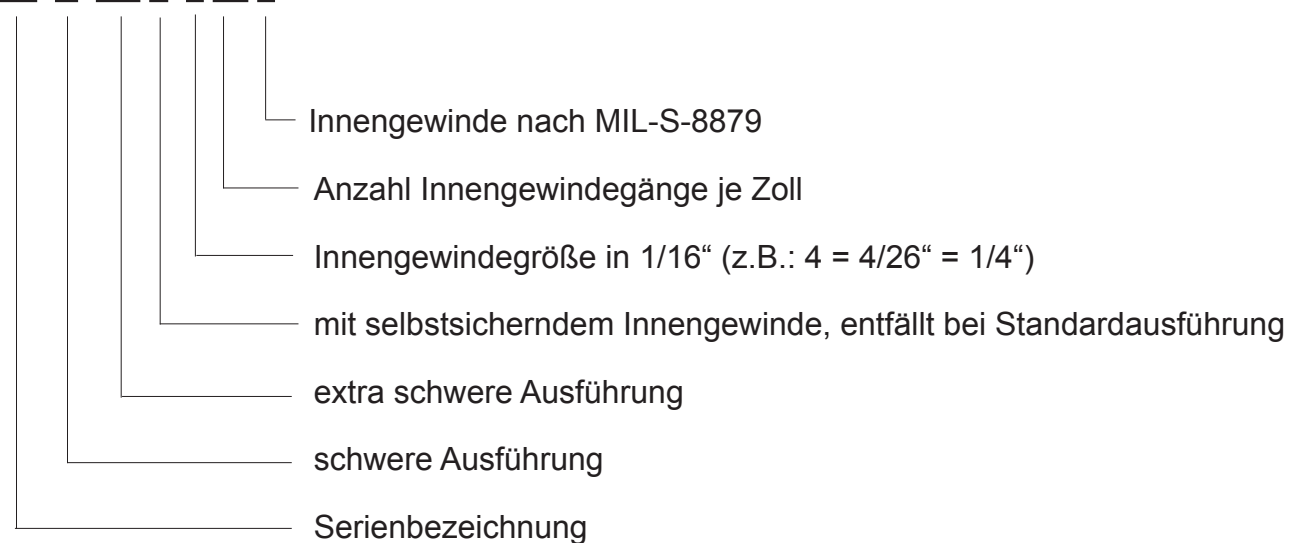 Innengewinde nach MIL-S-8879
Anzahl Innengewindegänge je Zoll
Innengewindegröße in 1/16“ (z.B.: 4 = 4/26“ = 1/4“)
mit selbstsicherndem Innengewinde, entfällt bei Standardausführung
extra schwere Ausführung
schwere Ausführung
Serienbezeichnung